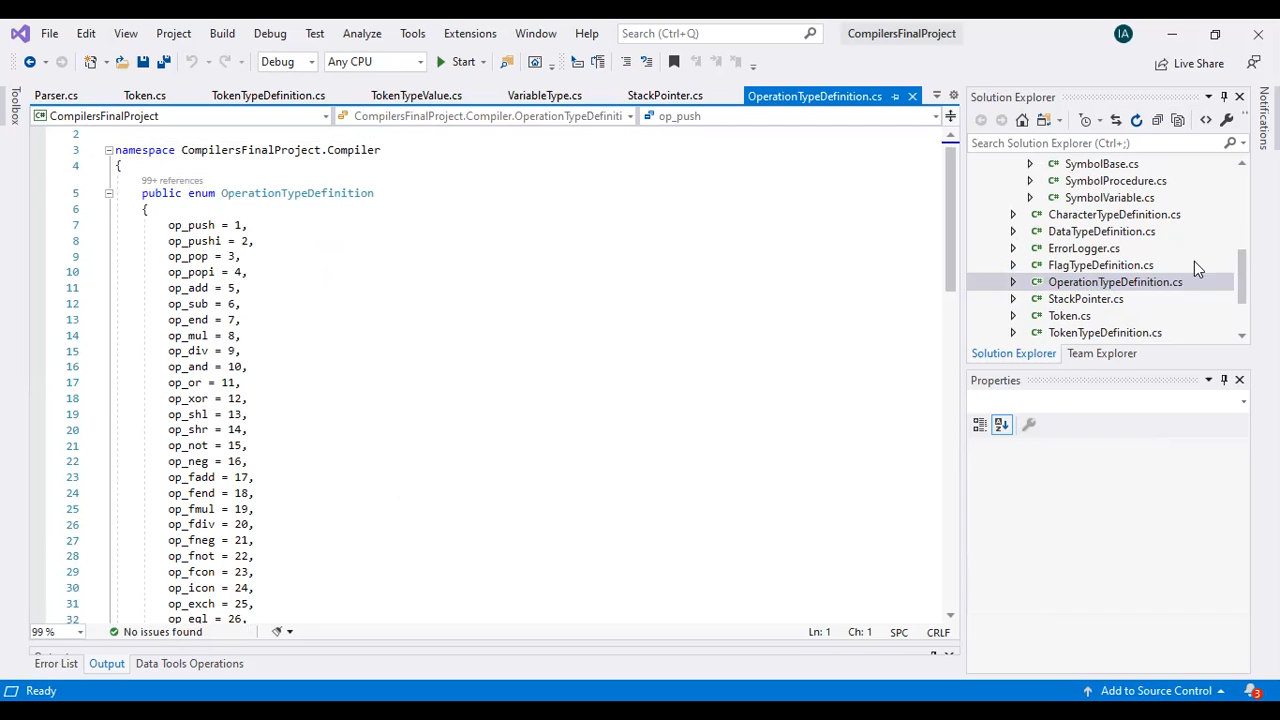 File Edit View Project Build Debug Test Analyze Tools Extensions Window Help Search (Ctrl+Q) CompilersFinalProject IA
Debug Any CPU Start Live Share
Parser.cs Token.cs TokenTypeDefinition.cs TokenTypeValue.cs VariableType.cs StackPointer.cs OperationTypeDefinition.cs
CompilersFinalProject CompilersFinalProject.Compiler.OperationTypeDefiniti op_push
Toolbox
2
3 namespace CompilersFinalProject.Compiler
4 {
99+ references
5 public enum OperationTypeDefinition
6 {
7 op_push = 1,
8 op_pushi = 2,
9 op_pop = 3,
10 op_popi = 4,
11 op_add = 5,
12 op_sub = 6,
13 op_end = 7,
14 op_mul = 8,
15 op_div = 9,
16 op_and = 10,
17 op_or = 11,
18 op_xor = 12,
19 op_shl = 13,
20 op_shr = 14,
21 op_not = 15,
22 op_neg = 16,
23 op_fadd = 17,
24 op_fend = 18,
25 op_fmul = 19,
26 op_fdiv = 20,
27 op_fneg = 21,
28 op_fnot = 22,
29 op_fcon = 23,
30 op_icon = 24,
31 op_exch = 25,
32 op_eql = 26,
99 % No issues found Ln: 1 Ch: 1 SPC CRLF
Error List Output Data Tools Operations
Solution Explorer
Search Solution Explorer (Ctrl+;)
C# SymbolBase.cs
C# SymbolProcedure.cs
C# SymbolVariable.cs
C# CharacterTypeDefinition.cs
C# DataTypeDefinition.cs
C# ErrorLogger.cs
C# FlagTypeDefinition.cs
C# OperationTypeDefinition.cs
C# StackPointer.cs
C# Token.cs
C# TokenTypeDefinition.cs
Solution Explorer Team Explorer
Properties
Notifications
Ready Add to Source Control 3